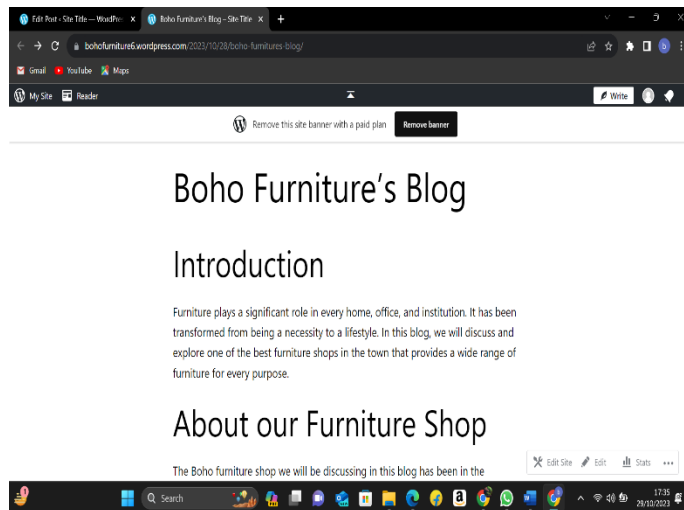 Edit Post ‹ Site Title — WordPre
Boho Furniture's Blog – Site Title
bohofurniture6.wordpress.com/2023/10/28/boho-furnitures-blog/
Gmail
YouTube
Maps
My Site
Reader
Write
Remove this site banner with a paid plan
Remove banner
Boho Furniture's Blog
Introduction
Furniture plays a significant role in every home, office, and institution. It has been
transformed from being a necessity to a lifestyle. In this blog, we will discuss and
explore one of the best furniture shops in the town that provides a wide range of
furniture for every purpose.
About our Furniture Shop
The Boho furniture shop we will be discussing in this blog has been in the
Edit Site
Edit
Stats
Search
17:35
29/10/2023